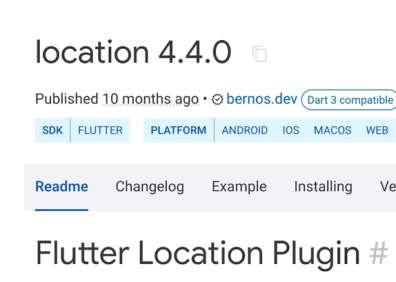 location 4.4.0
Published 10 months ago • bernos.dev Dart 3 compatible
SDK FLUTTER PLATFORM ANDROID IOS MACOS WEB
Readme Changelog Example Installing
Flutter Location Plugin #